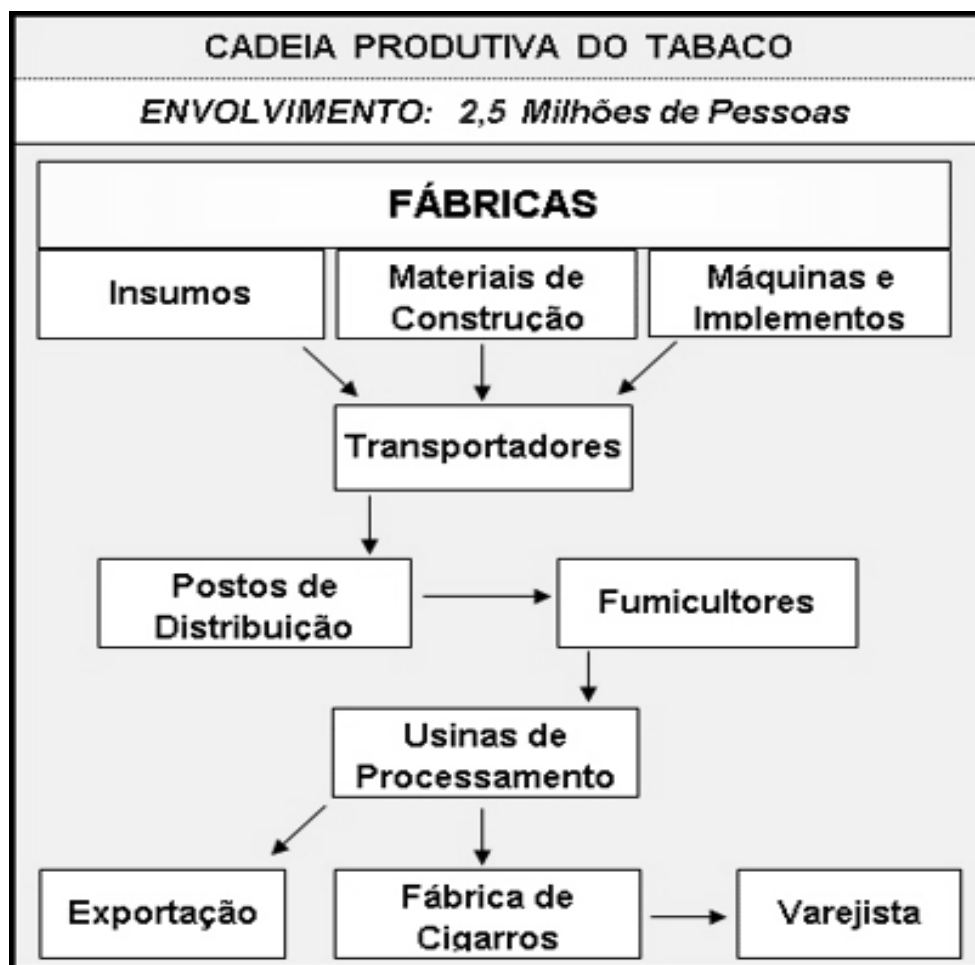 CADEIA PRODUTIVA DO TABACO
ENVOLVIMENTO: 2,5 Milhões de Pessoas
FÁBRICAS
Insumos
Materiais de
Construção
Máquinas e
Implementos
Transportadores
Postos de
Distribuição
Fumicultores
Usinas de
Processamento
Exportação
Fábrica de
Cigarros
Varejista